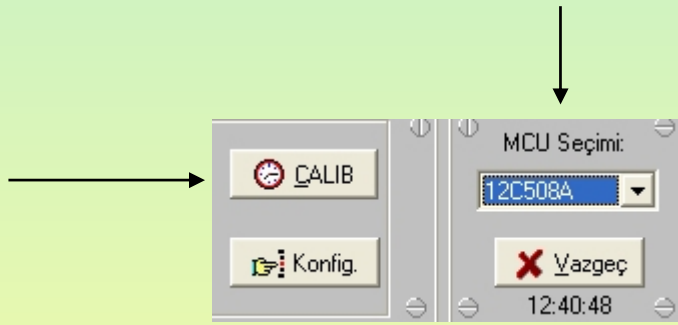 CALIB
Konfig.
MCU Seçimi:
12C508A
Vazgeç
12:40:48